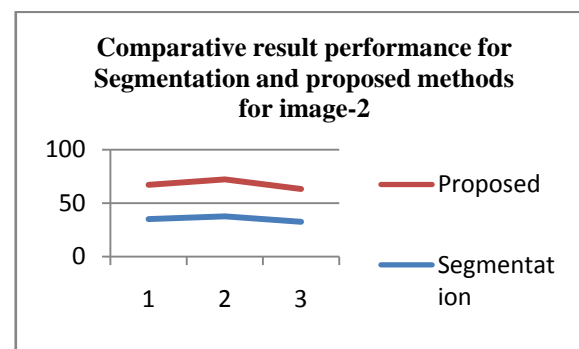 Comparative result performance for
Segmentation and proposed methods
for image-2
100
50
0
1 2 3
Proposed
Segmentat
ion